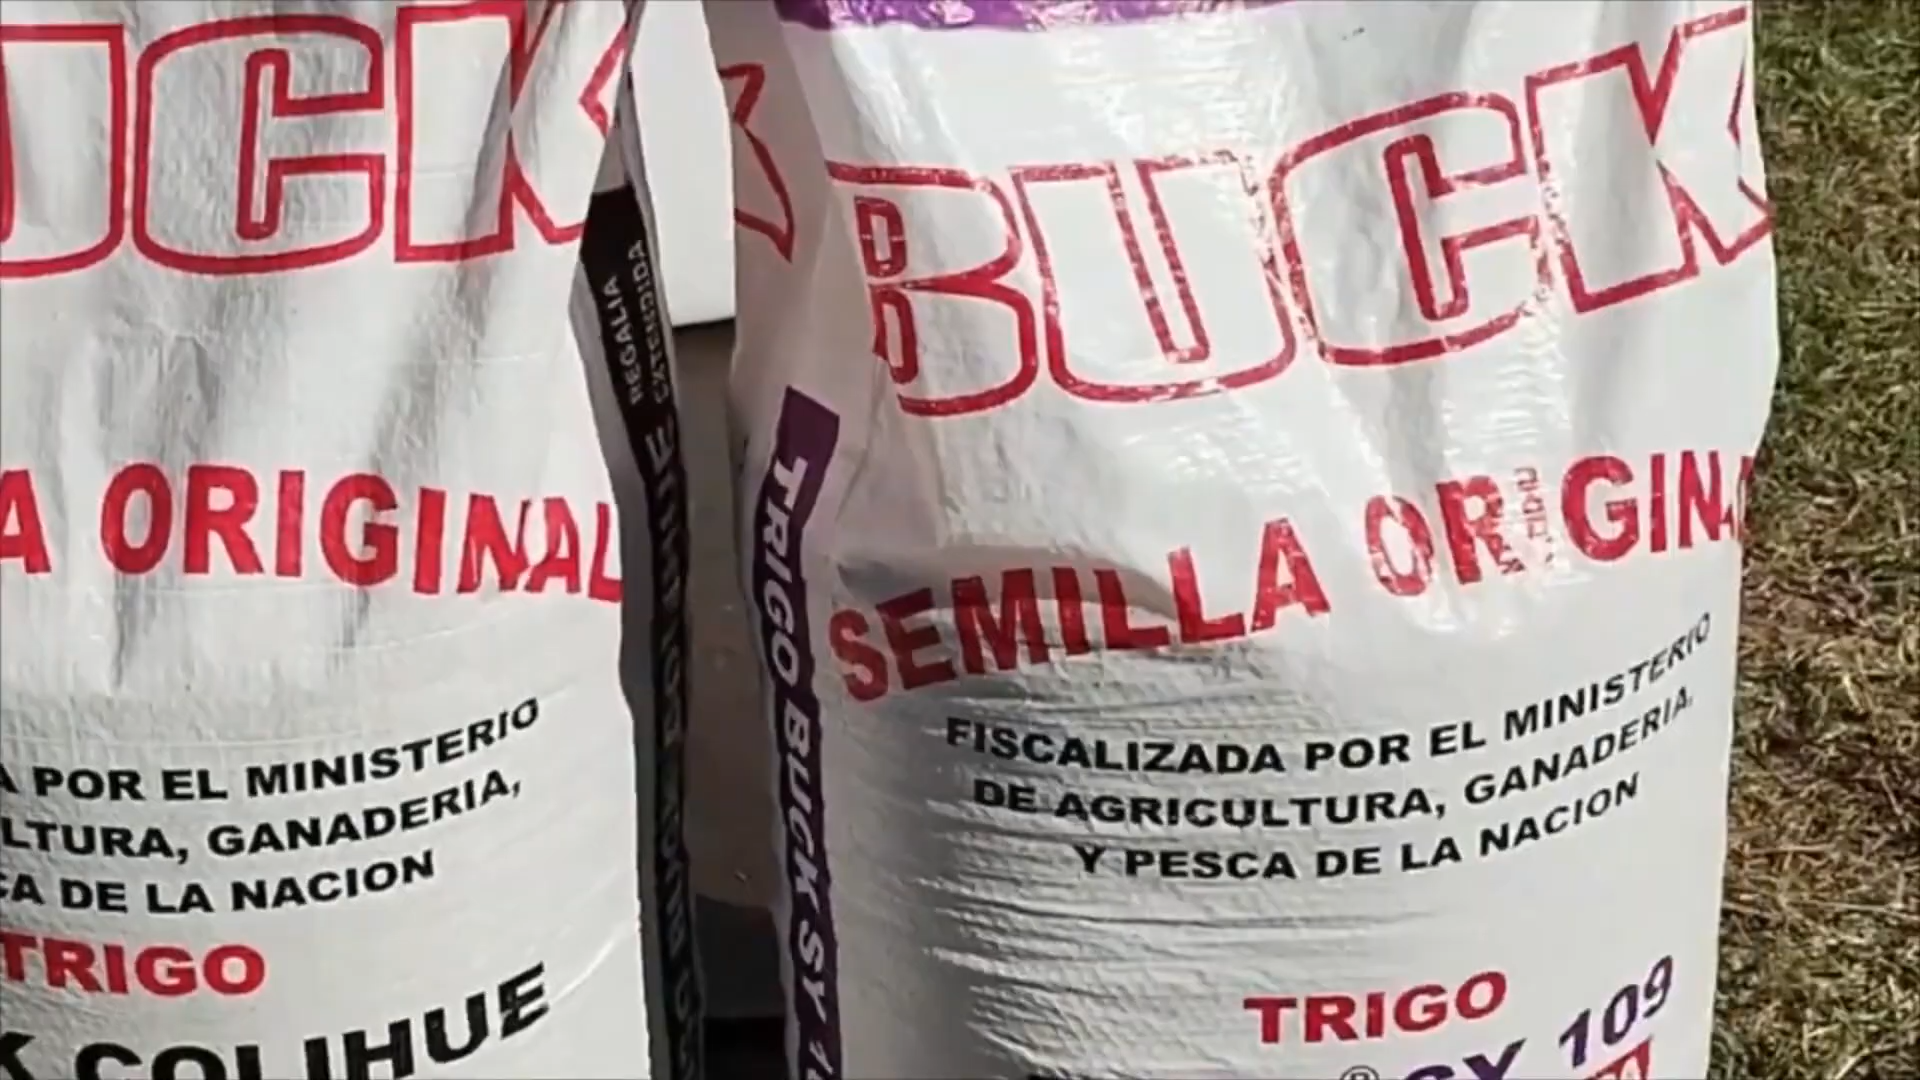 UCK
REGALIA
EXTENDIDA
A ORIGINAL
A POR EL MINISTERIO
LTURA, GANADERIA,
CA DE LA NACION
TRIGO
K COLIHUE
BUCK
SEMILLA ORIGINA
FISCALIZADA POR EL MINISTERIO
DE AGRICULTURA, GANADERIA,
Y PESCA DE LA NACION
TRIGO
SY 109
TRIGO BUCK SY 1